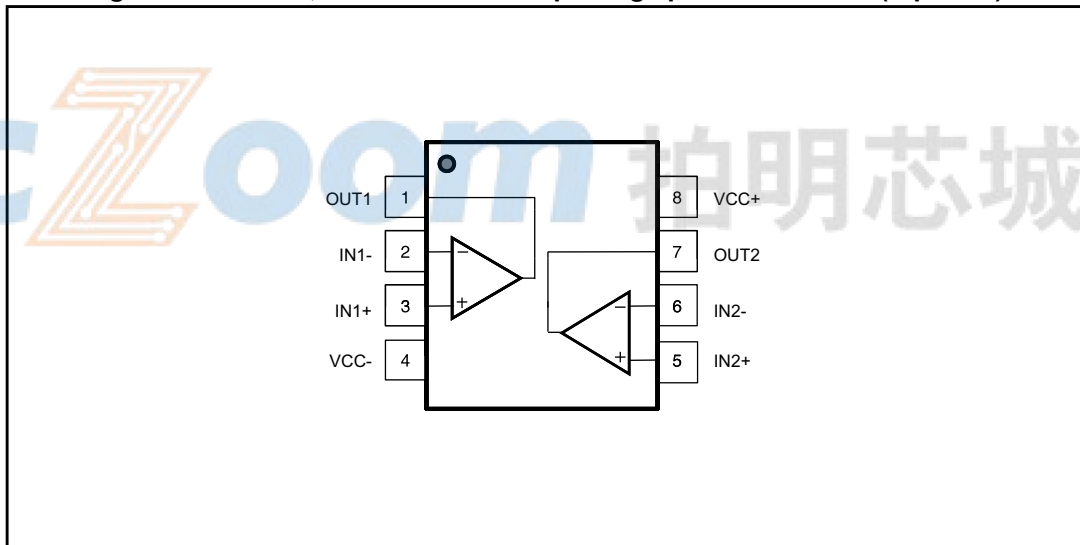 cZoom 拍明芯城
OUT1 1
IN1- 2
IN1+ 3
VCC- 4
8 VCC+
7 OUT2
6 IN2-
5 IN2+
-
+
-
+